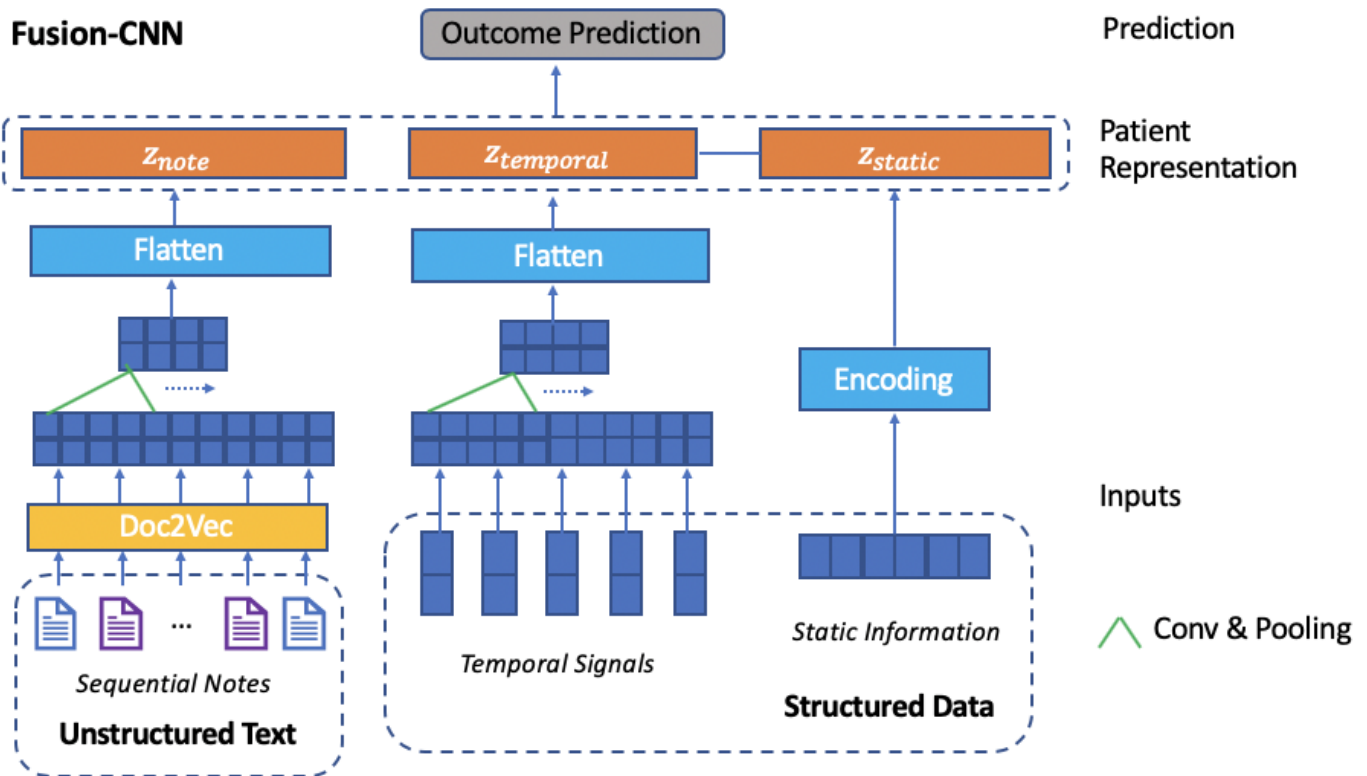 Fusion-CNN
Outcome Prediction
Prediction
z_note
z_temporal
z_static
Patient
Representation
Flatten
Flatten
Encoding
Doc2Vec
Inputs
...
Sequential Notes
Unstructured Text
Temporal Signals
Static Information
Structured Data
Conv & Pooling